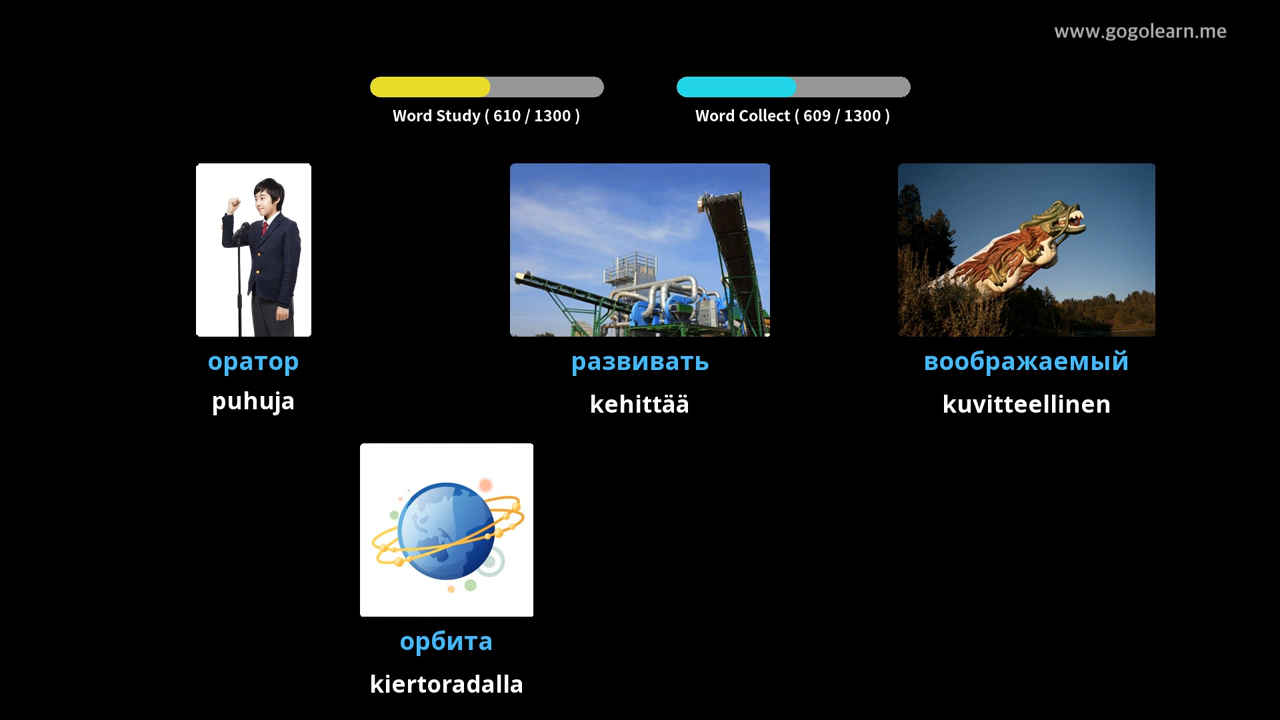 www.gogolearn.me
Word Study ( 610 / 1300 )
Word Collect ( 609 / 1300 )
оратор
puhuja
развивать
kehittää
воображаемый
kuvitteellinen
орбита
kiertoradalla